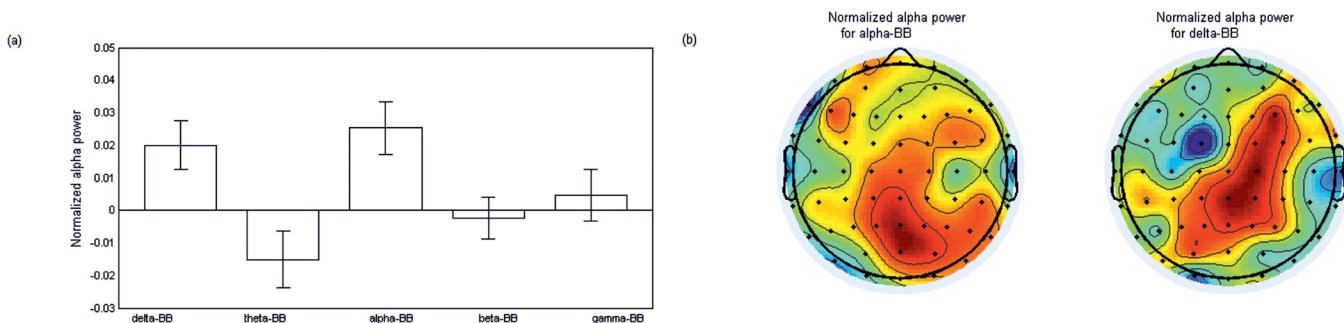 (a)
Normalized alpha power
0.05
0.04
0.03
0.02
0.01
0
-0.01
-0.02
-0.03
delta-BB
theta-BB
alpha-BB
beta-BB
gamma-BB
(b)
Normalized alpha power
for alpha-BB
Normalized alpha power
for delta-BB